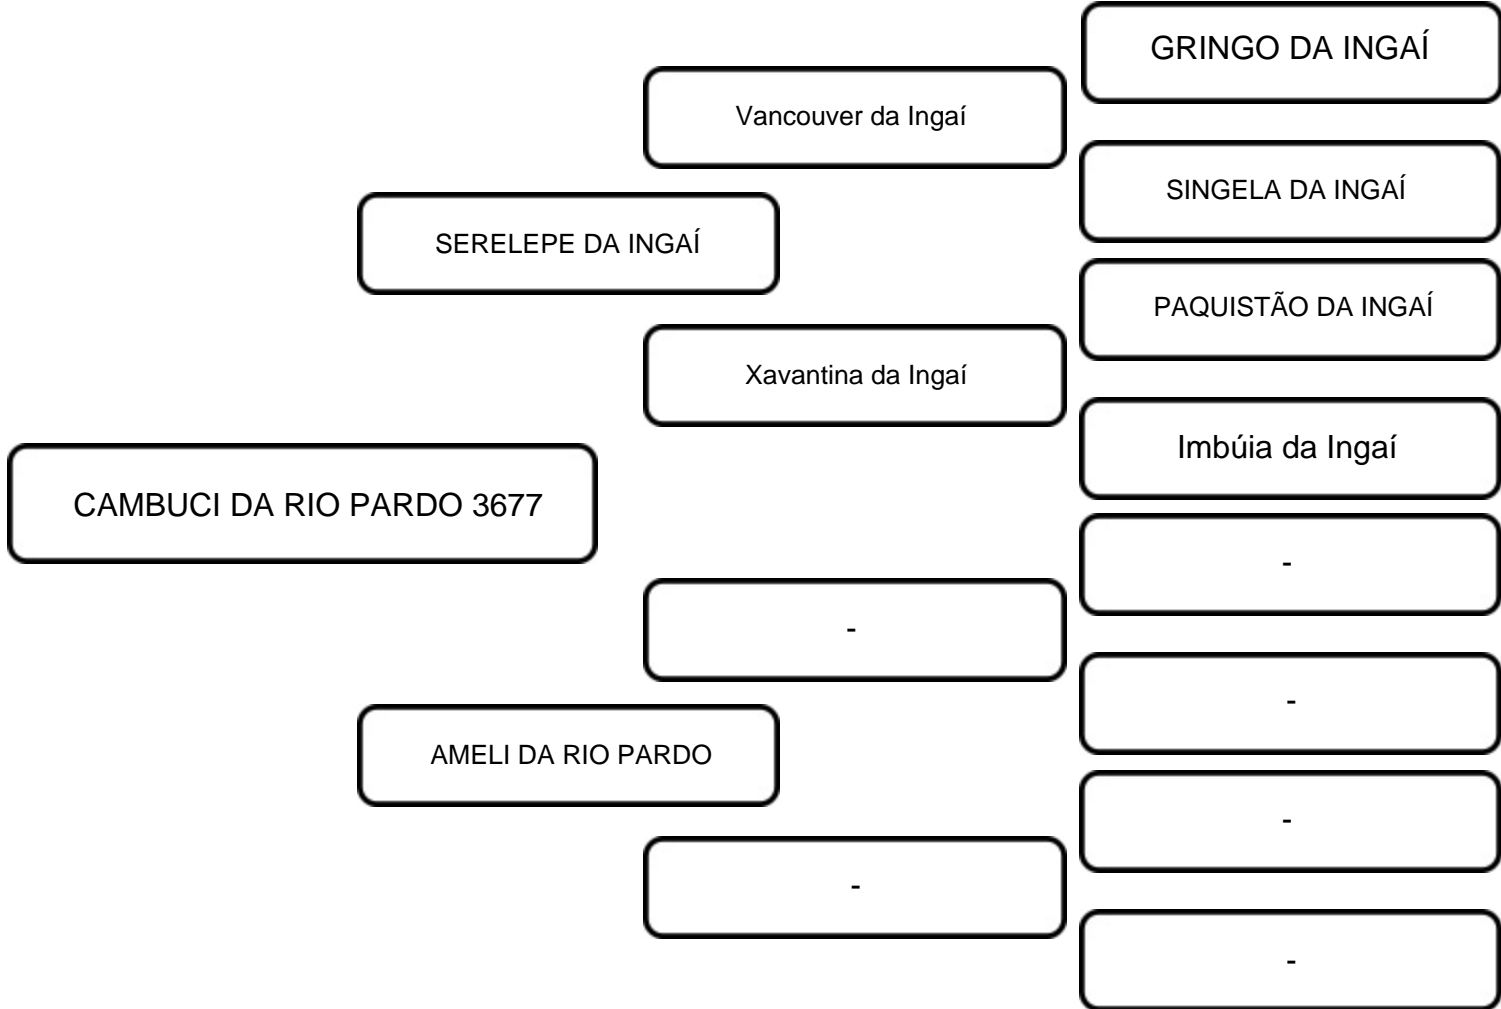 GRINGO DA INGAÍ
Vancouver da Ingaí
SINGELA DA INGAÍ
SERELEPE DA INGAÍ
PAQUISTÃO DA INGAÍ
Xavantina da Ingaí
Imbúia da Ingaí
CAMBUCI DA RIO PARDO 3677
-
-
-
AMELI DA RIO PARDO
-
-
-